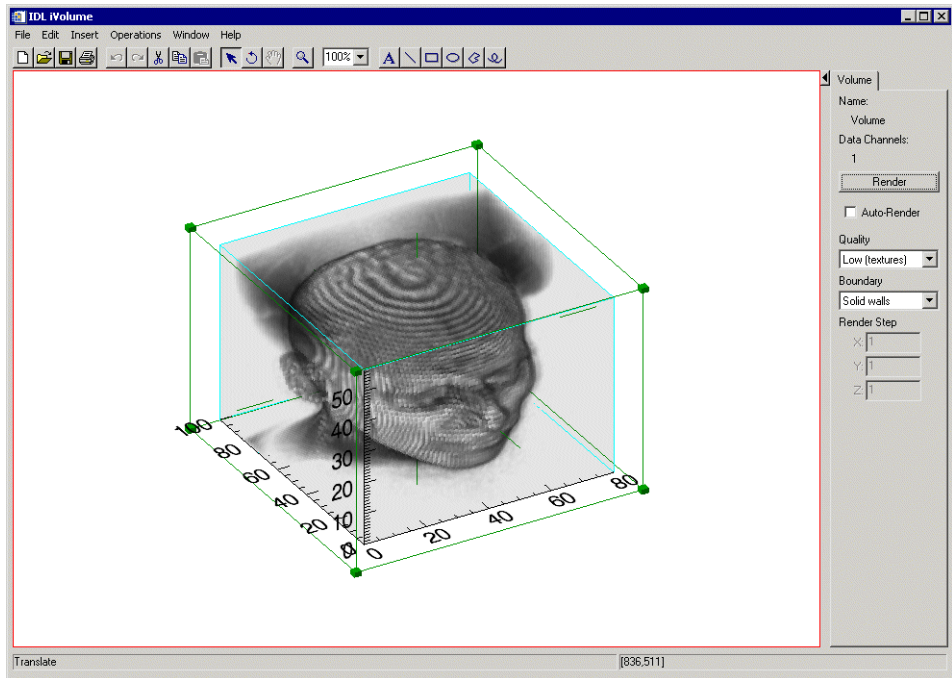 IDL iVolume
File Edit Insert Operations Window Help
100%
A
Volume
Name:
Volume
Data Channels:
1
Render
Auto-Render
Quality
Low (textures)
Boundary
Solid walls
Render Step
X: 1
Y: 1
Z: 1
50
40
30
20
10
100
80
60
40
20
0
20
40
60
80
Translate
[836,511]